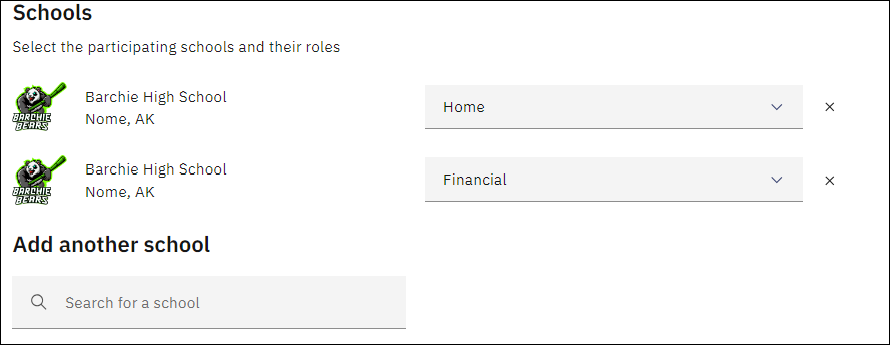 Schools
Select the participating schools and their roles
BARCHIE
BEARS
Barchie High School
Nome, AK
Home
BARCHIE
BEARS
Barchie High School
Nome, AK
Financial
Add another school
Search for a school